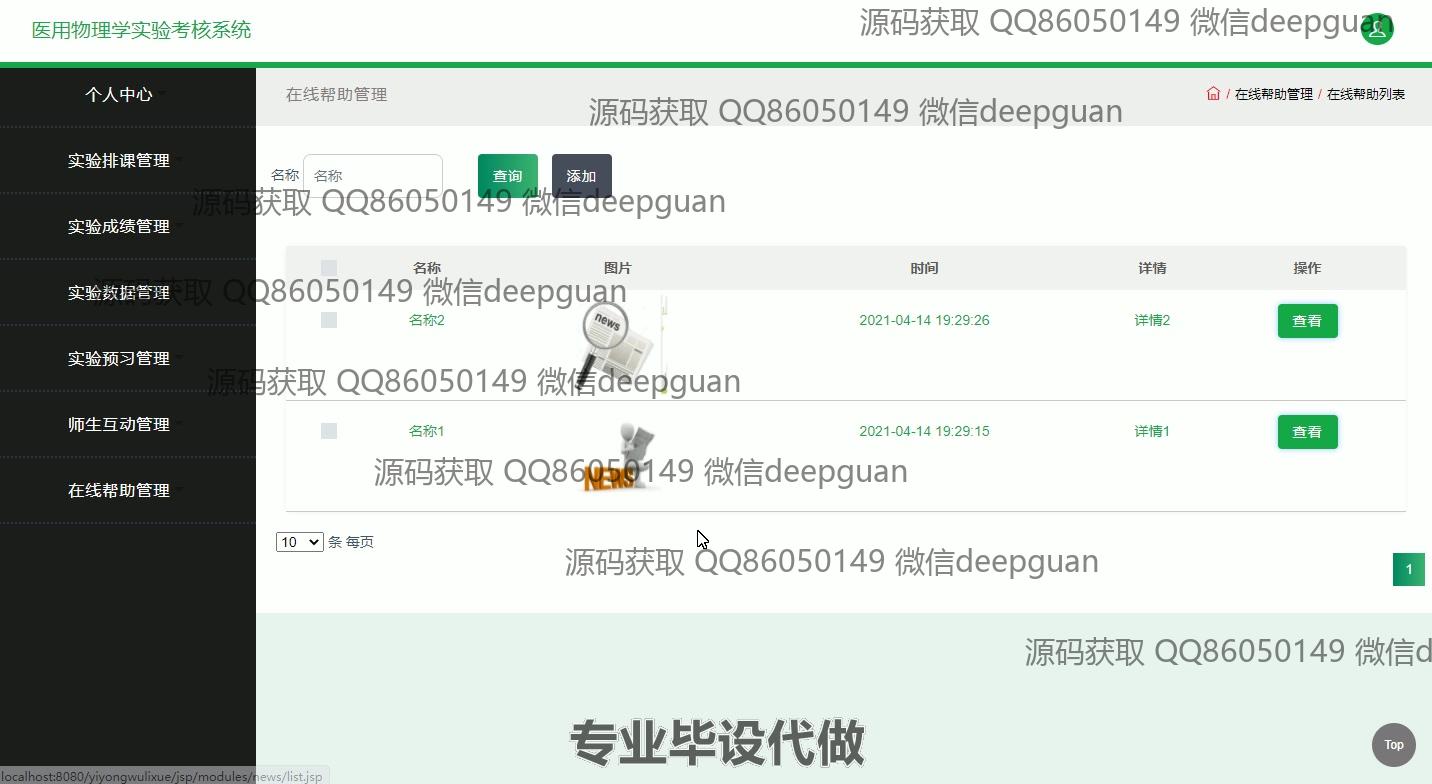 医用物理学实验考核系统
源码获取 QQ86050149 微信deepguan
个人中心
在线帮助管理
/ 在线帮助管理 / 在线帮助列表
源码获取 QQ86050149 微信deepguan
实验排课管理
名称 名称 查询 添加
源码获取 QQ86050149 微信deepguan
实验成绩管理
名称 图片 时间 详情 操作
实验数据管理
源码获取 QQ86050149 微信deepguan
名称2 news 2021-04-14 19:29:26 详情2 查看
实验预习管理
源码获取 QQ86050149 微信deepguan
师生互动管理
名称1 NEWS 2021-04-14 19:29:15 详情1 查看
源码获取 QQ86050149 微信deepguan
在线帮助管理
10 条 每页
源码获取 QQ86050149 微信deepguan
1
源码获取 QQ86050149 微信d
专业毕设代做
Top
localhost:8080/yiyongwulixue/jsp/modules/news/list.jsp